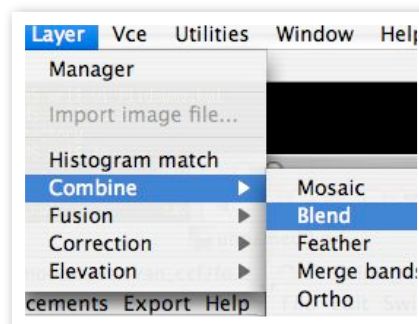 Layer Vce Utilities Window Help
Manager
Import image file...
Histogram match
Combine
Fusion
Correction
Elevation
Mosaic
Blend
Feather
Merge bands
Ortho
cements Export Help